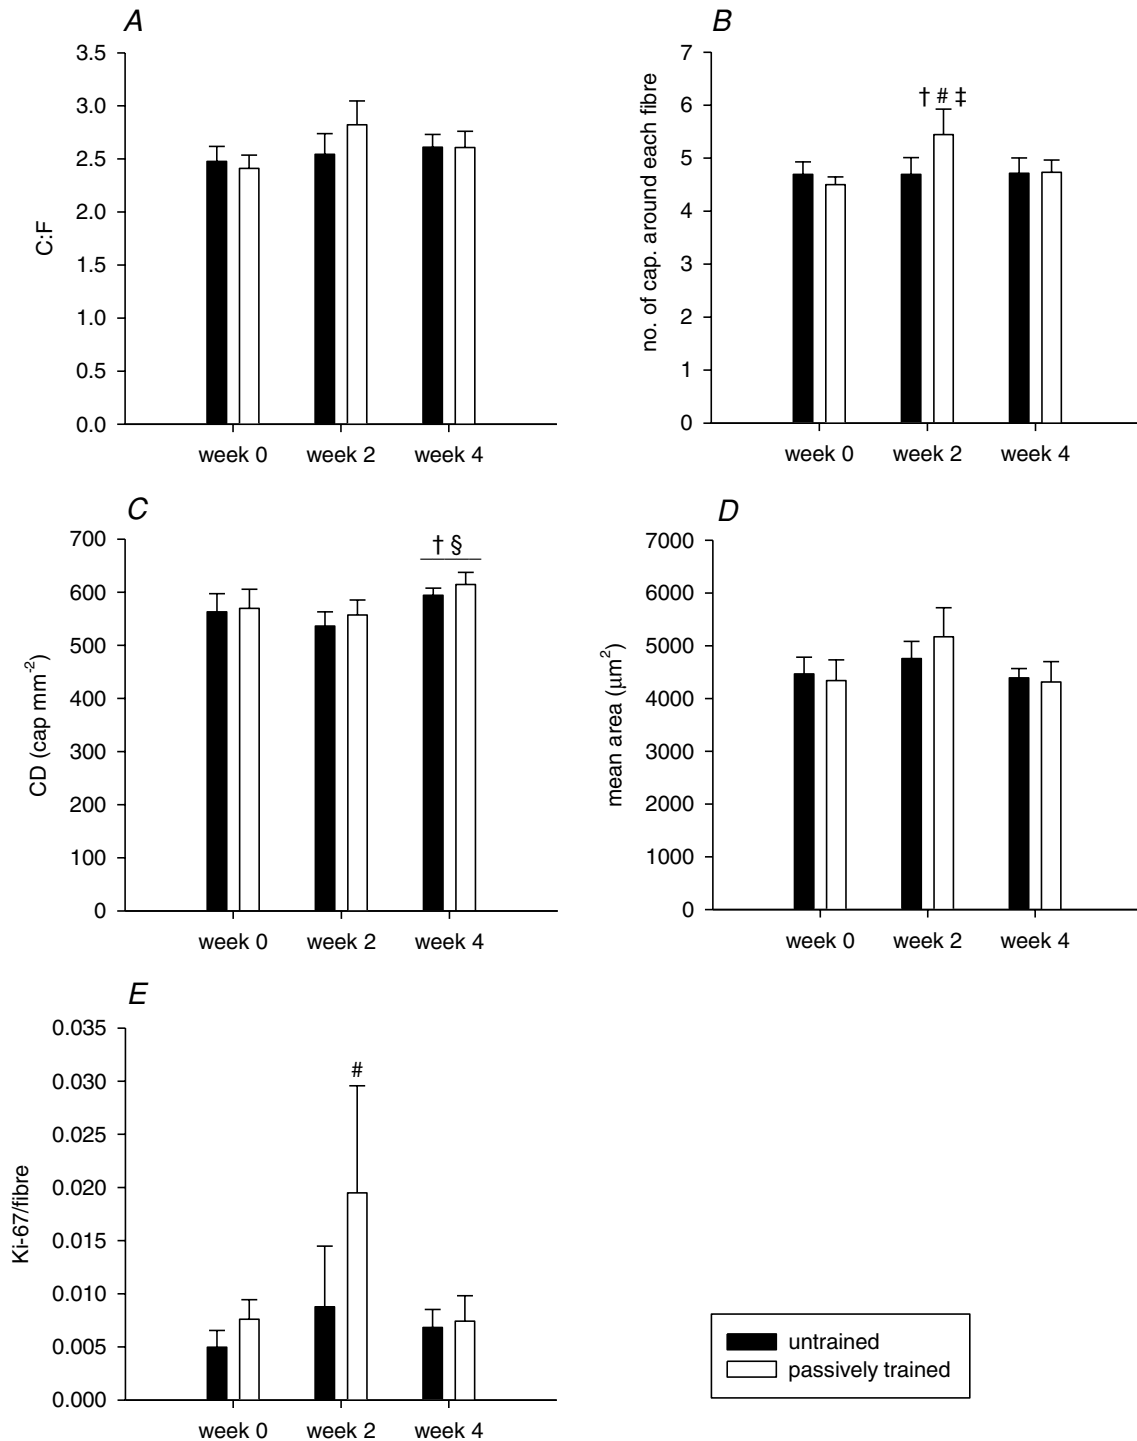 A
3.5
3.0
2.5
2.0
1.5
1.0
0.5
0.0
C:F
week 0 week 2 week 4
B
7
6
5
4
3
2
1
0
no. of cap. around each fibre
† # ‡
week 0 week 2 week 4
C
700
600
500
400
300
200
100
0
CD (cap mm-2)
† §
week 0 week 2 week 4
D
7000
6000
5000
4000
3000
2000
1000
0
mean area (μm2)
week 0 week 2 week 4
E
0.035
0.030
0.025
0.020
0.015
0.010
0.005
0.000
Ki-67/fibre
#
week 0 week 2 week 4
untrained
passively trained